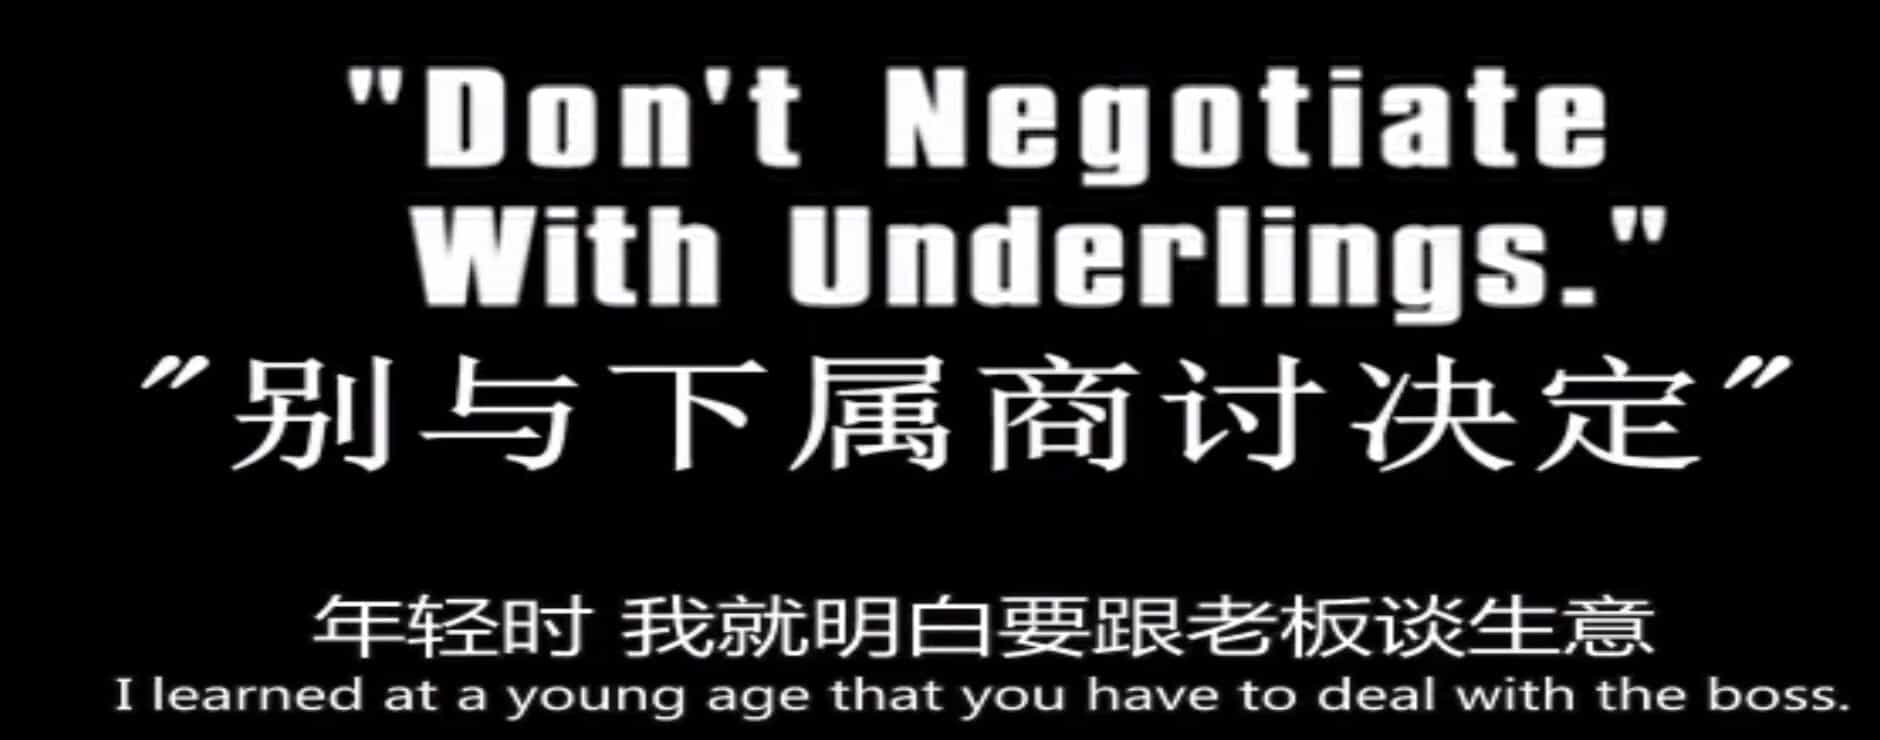 "Don't Negotiate
With Underlings."
"别与下属商讨决定"
年轻时 我就明白要跟老板谈生意
I learned at a young age that you have to deal with the boss.